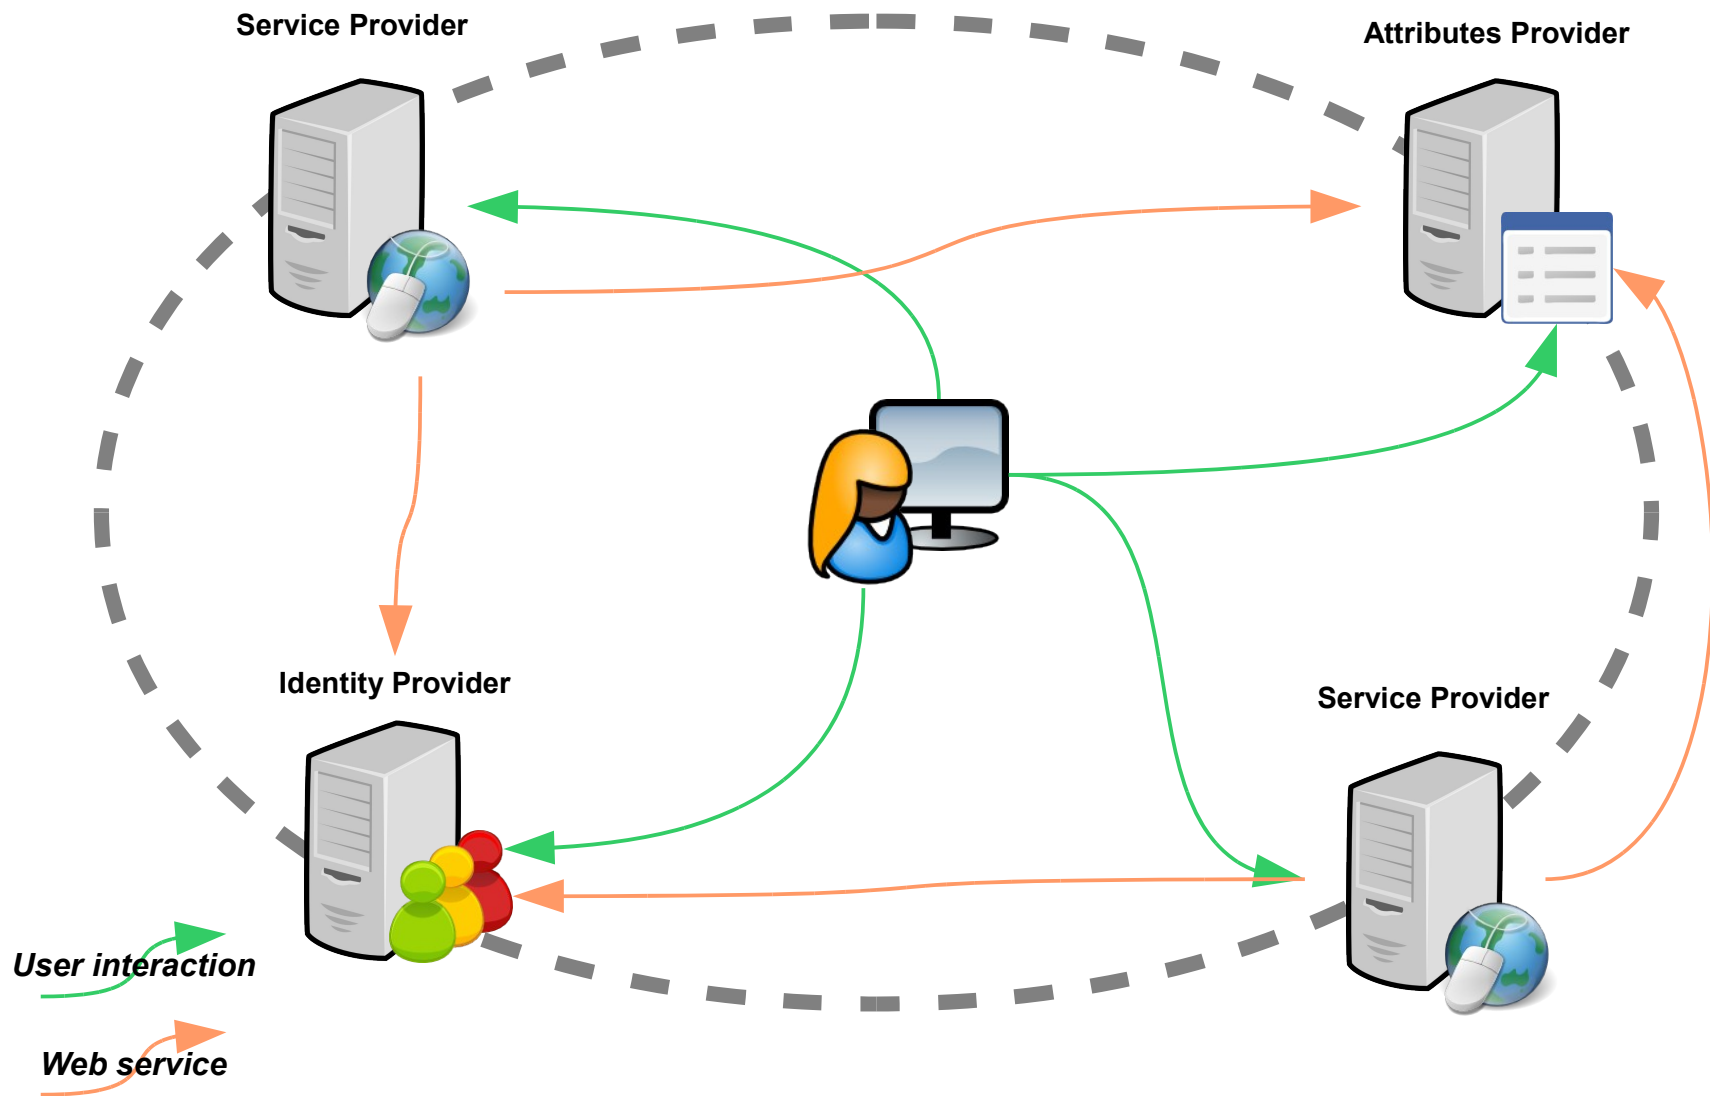 Service Provider
Attributes Provider
Identity Provider
Service Provider
User interaction
Web service